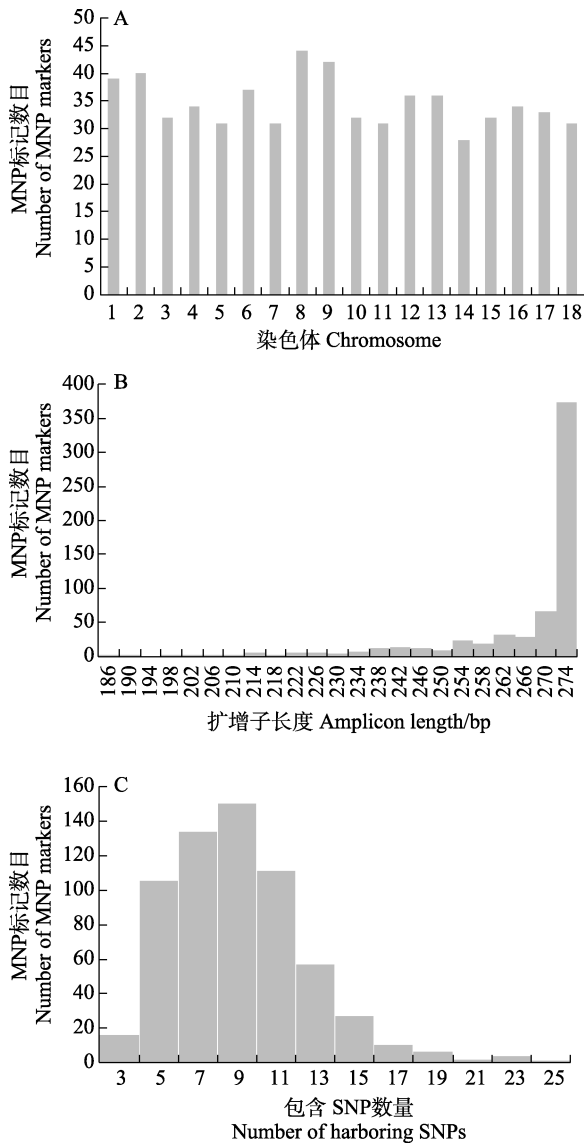 A
MNP标记数目
Number of MNP markers
50
45
40
35
30
25
20
15
10
5
0
1 2 3 4 5 6 7 8 9 10 11 12 13 14 15 16 17 18
染色体 Chromosome
B
MNP标记数目
Number of MNP markers
400
350
300
250
200
150
100
50
0
186 190 194 198 202 206 210 214 218 222 226 230 234 238 242 246 250 254 258 262 266 270 274
扩增子长度 Amplicon length/bp
C
MNP标记数目
Number of MNP markers
160
140
120
100
80
60
40
20
0
3 5 7 9 11 13 15 17 19 21 23 25
包含 SNP数量
Number of harboring SNPs